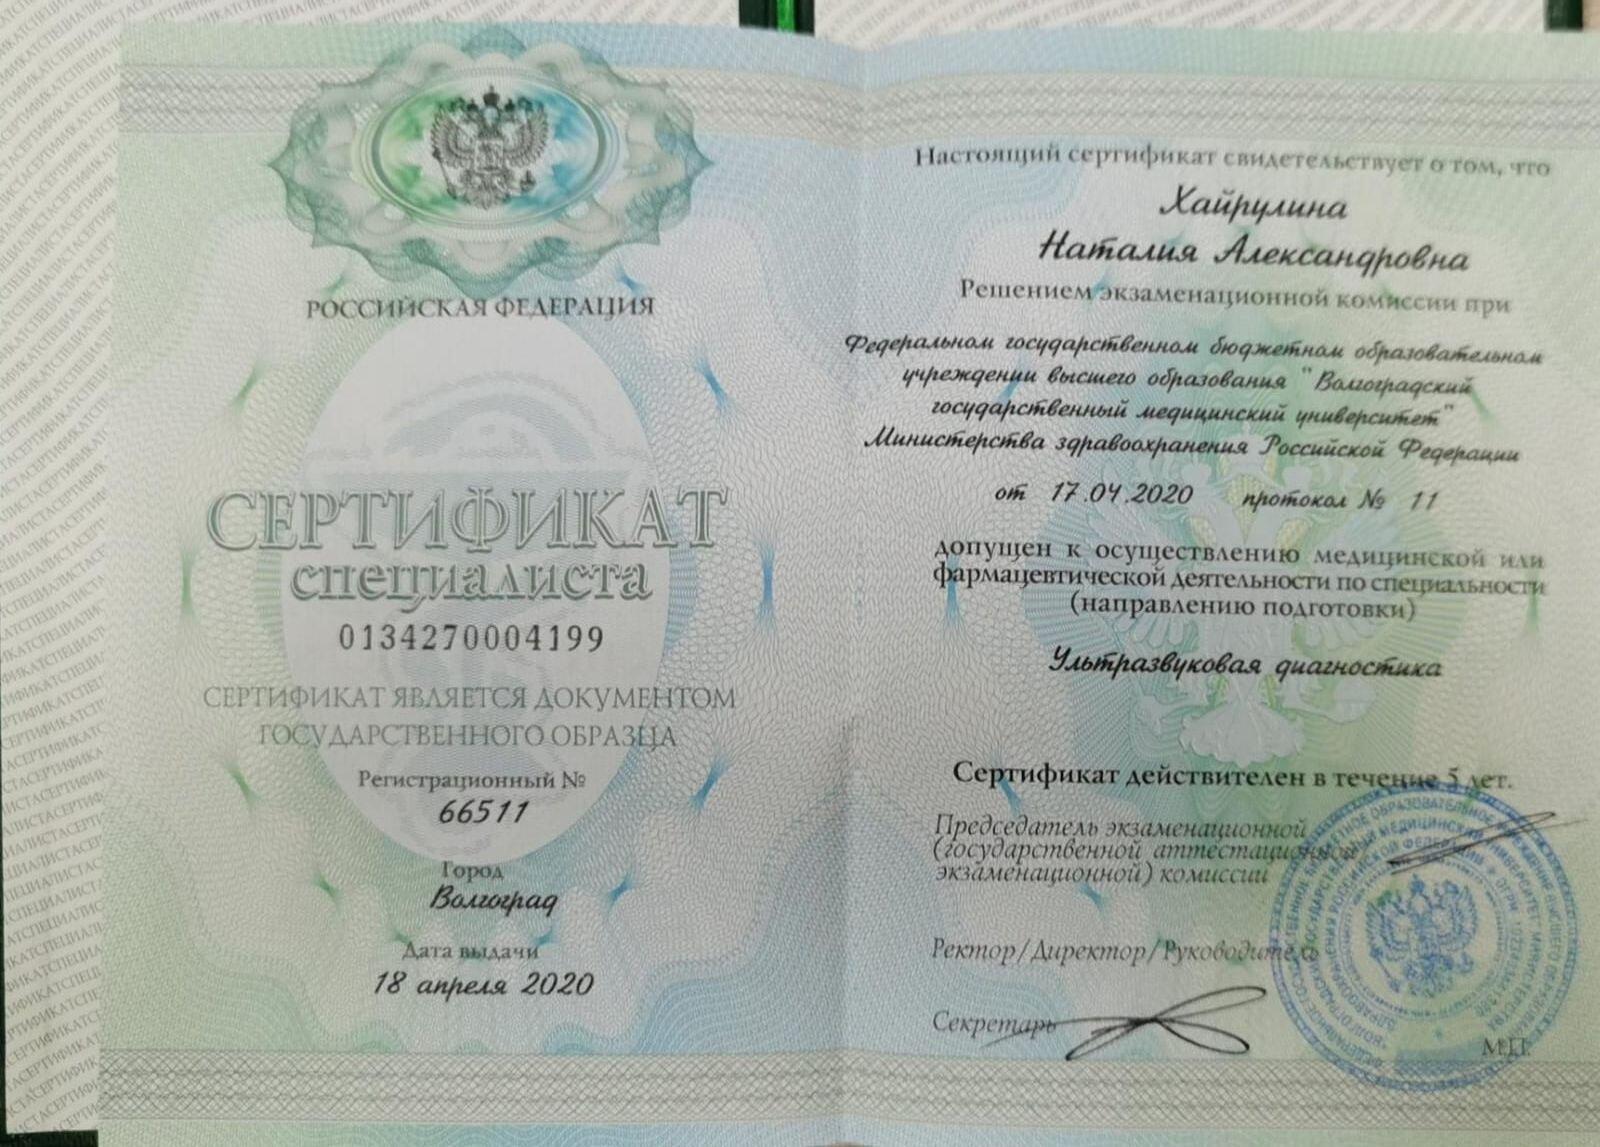 РОССИЙСКАЯ ФЕДЕРАЦИЯ
СЕРТИФИКАТ
специалиста
0134270004199
СЕРТИФИКАТ ЯВЛЯЕТСЯ ДОКУМЕНТОМ
ГОСУДАРСТВЕННОГО ОБРАЗЦА
Регистрационный №
66511
Город
Волгоград
Дата выдачи
18 апреля 2020
Настоящий сертификат свидетельствует о том, что
Хайрулина
Наталия Александровна
Решением экзаменационной комиссии при
Федеральном государственном бюджетном образовательном
учреждении высшего образования "Волгоградский
государственный медицинский университет"
Министерства здравоохранения Российской Федерации
от 17.04.2020 протокол № 11
допущен к осуществлению медицинской или
фармацевтической деятельности по специальности
(направлению подготовки)
Ультразвуковая диагностика
Сертификат действителен в течение 5 лет.
Председатель экзаменационной
(государственной аттестационной
экзаменационной) комиссии
Ректор/Директор/Руководитель
Секретарь
М.П.